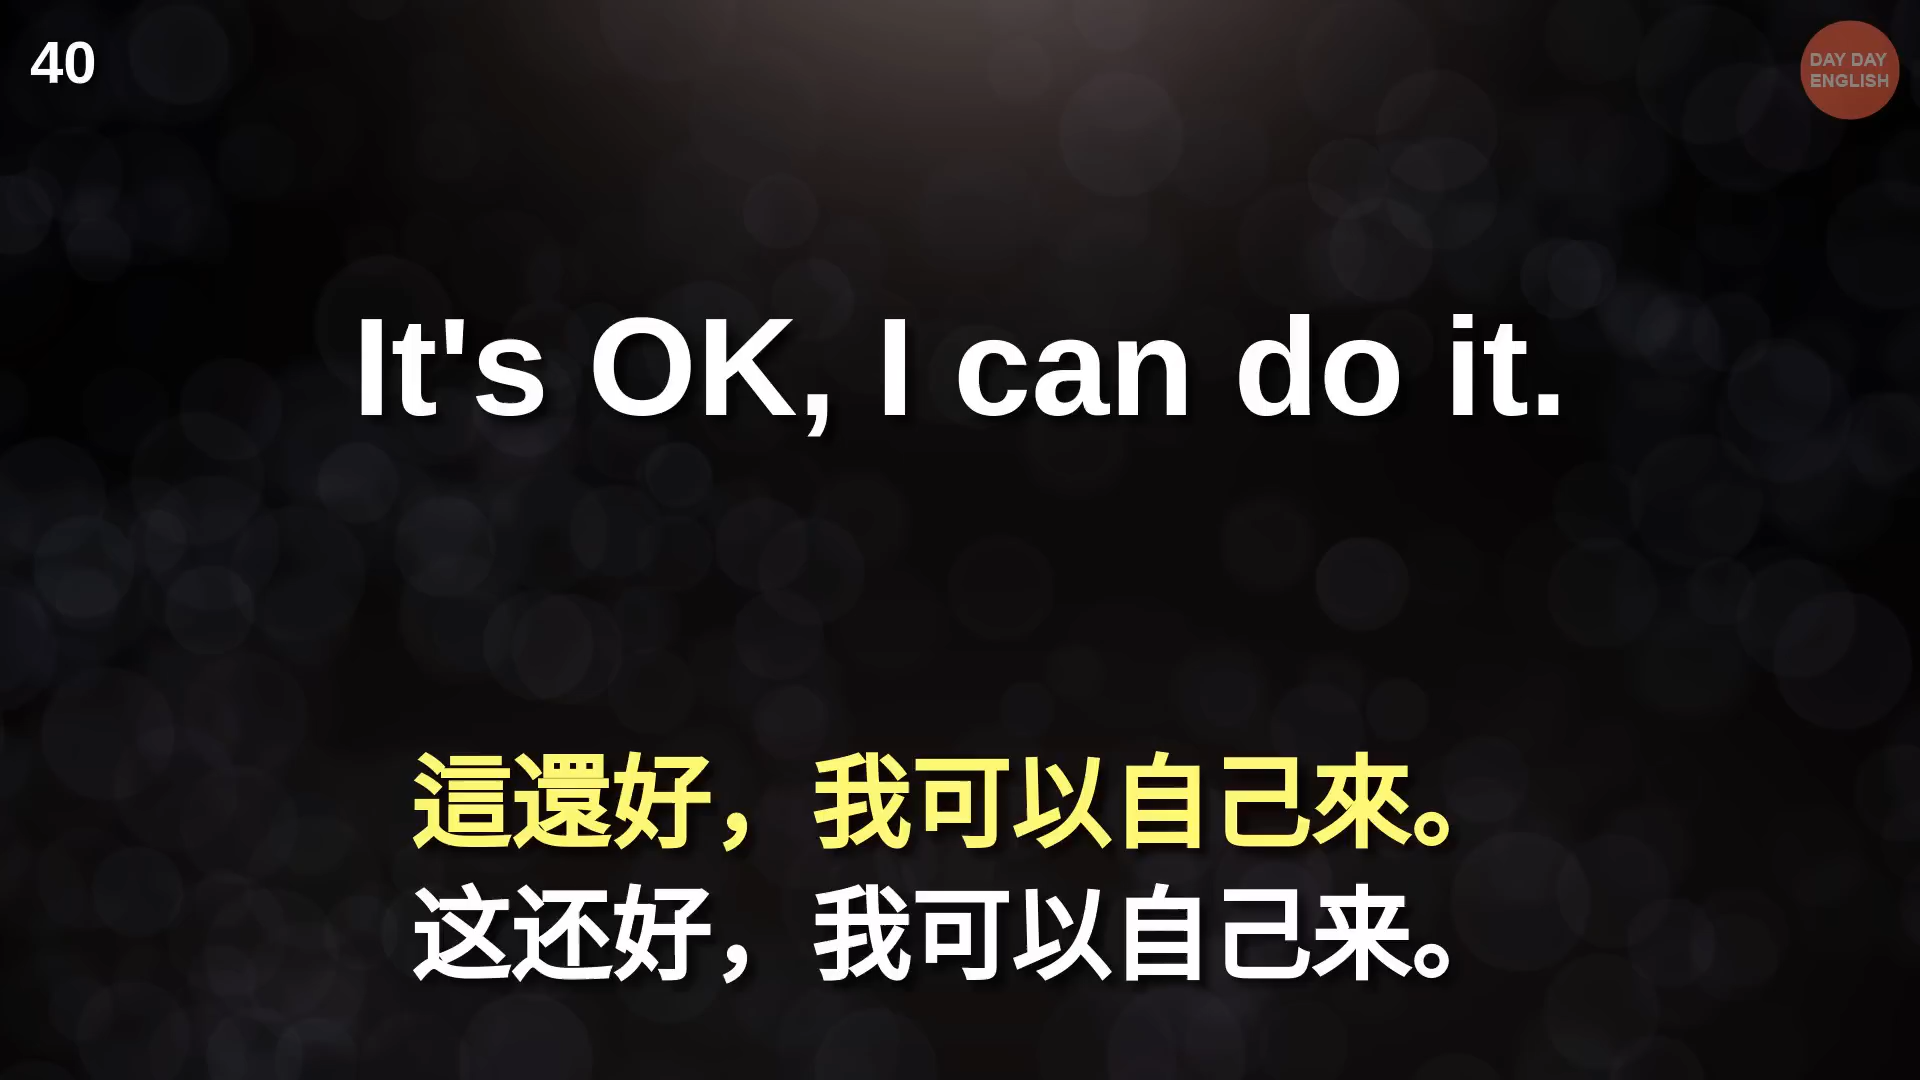 40
DAY DAY
ENGLISH
It's OK, I can do it.
這還好，我可以自己來。
这还好，我可以自己来。